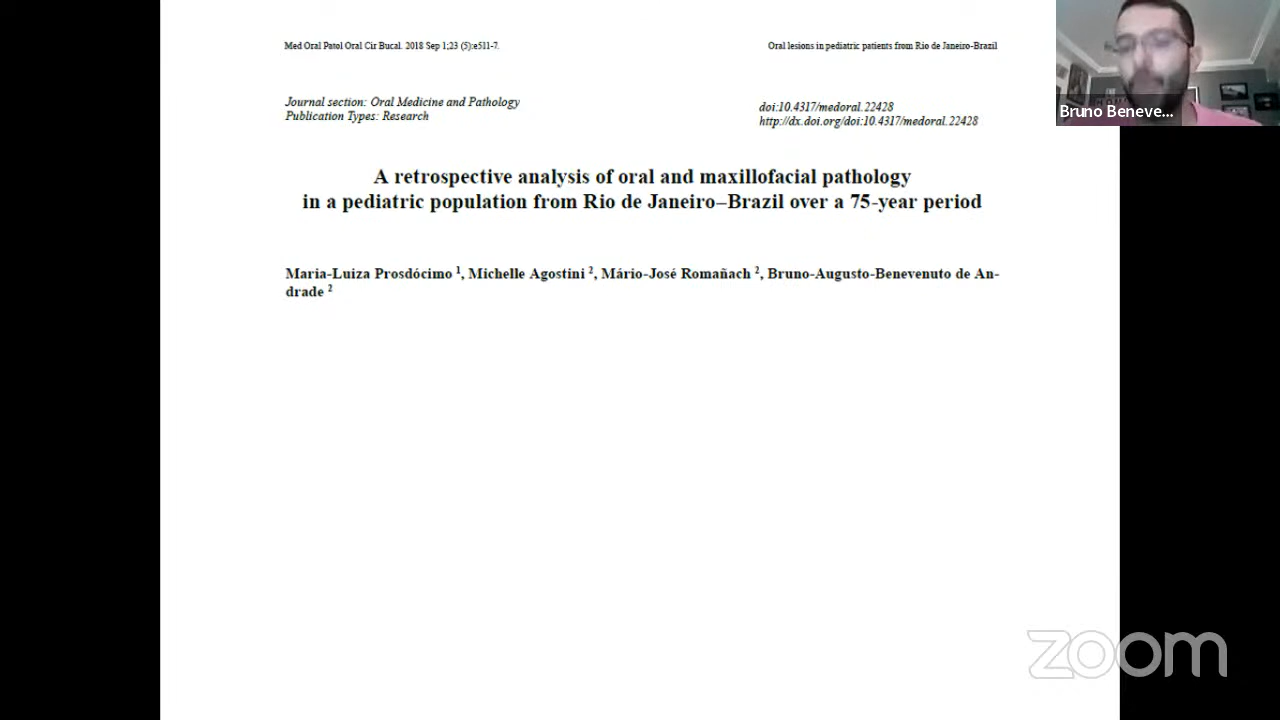 Med Oral Patol Oral Cir Bucal. 2018 Sep 1;23 (5):e511-7.
Oral lesions in pediatric patients from Rio de Janeiro-Brazil
Bruno Beneve...
Journal section: Oral Medicine and Pathology
Publication Types: Research
doi:10.4317/medoral.22428
http://dx.doi.org/doi:10.4317/medoral.22428
A retrospective analysis of oral and maxillofacial pathology
in a pediatric population from Rio de Janeiro–Brazil over a 75-year period
Maria-Luiza Prosdócimo 1, Michelle Agostini 2, Mário-José Romañach 2, Bruno-Augusto-Benevenuto de An-
drade 2
zoom